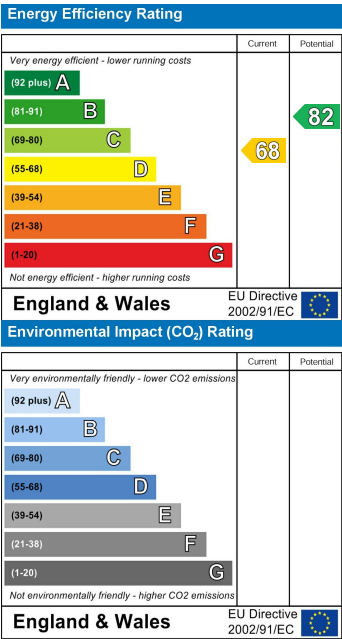 Energy Efficiency Rating
Current Potential
Very energy efficient - lower running costs
(92 plus) A
(81-91) B
(69-80) C
(55-68) D
(39-54) E
(21-38) F
(1-20) G
68
82
Not energy efficient - higher running costs
England & Wales
EU Directive
2002/91/EC
Environmental Impact (CO₂) Rating
Current Potential
Very environmentally friendly - lower CO2 emissions
(92 plus) A
(81-91) B
(69-80) C
(55-68) D
(39-54) E
(21-38) F
(1-20) G
Not environmentally friendly - higher CO2 emissions
England & Wales
EU Directive
2002/91/EC